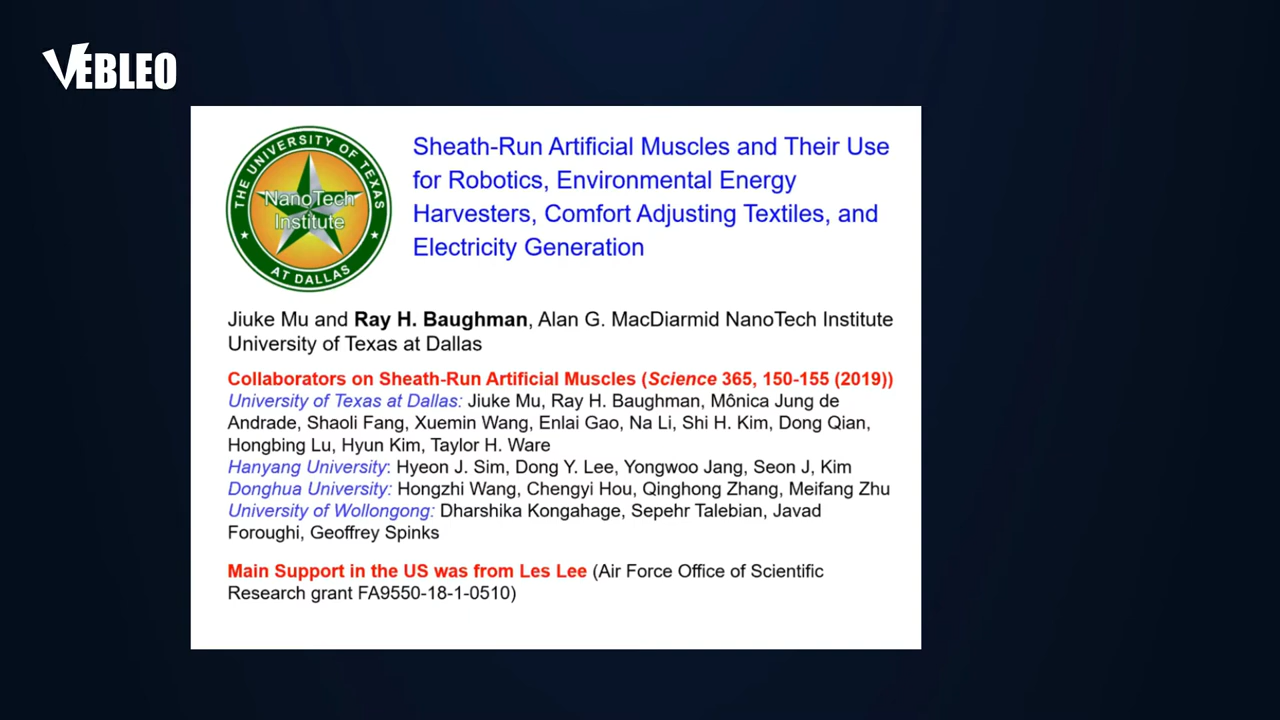 VEBLEO
THE UNIVERSITY OF TEXAS
NanoTech
Institute
AT DALLAS
Sheath-Run Artificial Muscles and Their Use
for Robotics, Environmental Energy
Harvesters, Comfort Adjusting Textiles, and
Electricity Generation
Jiuke Mu and Ray H. Baughman, Alan G. MacDiarmid NanoTech Institute
University of Texas at Dallas
Collaborators on Sheath-Run Artificial Muscles (Science 365, 150-155 (2019))
University of Texas at Dallas: Jiuke Mu, Ray H. Baughman, Mônica Jung de
Andrade, Shaoli Fang, Xuemin Wang, Enlai Gao, Na Li, Shi H. Kim, Dong Qian,
Hongbing Lu, Hyun Kim, Taylor H. Ware
Hanyang University: Hyeon J. Sim, Dong Y. Lee, Yongwoo Jang, Seon J, Kim
Donghua University: Hongzhi Wang, Chengyi Hou, Qinghong Zhang, Meifang Zhu
University of Wollongong: Dharshika Kongahage, Sepehr Talebian, Javad
Foroughi, Geoffrey Spinks
Main Support in the US was from Les Lee (Air Force Office of Scientific
Research grant FA9550-18-1-0510)